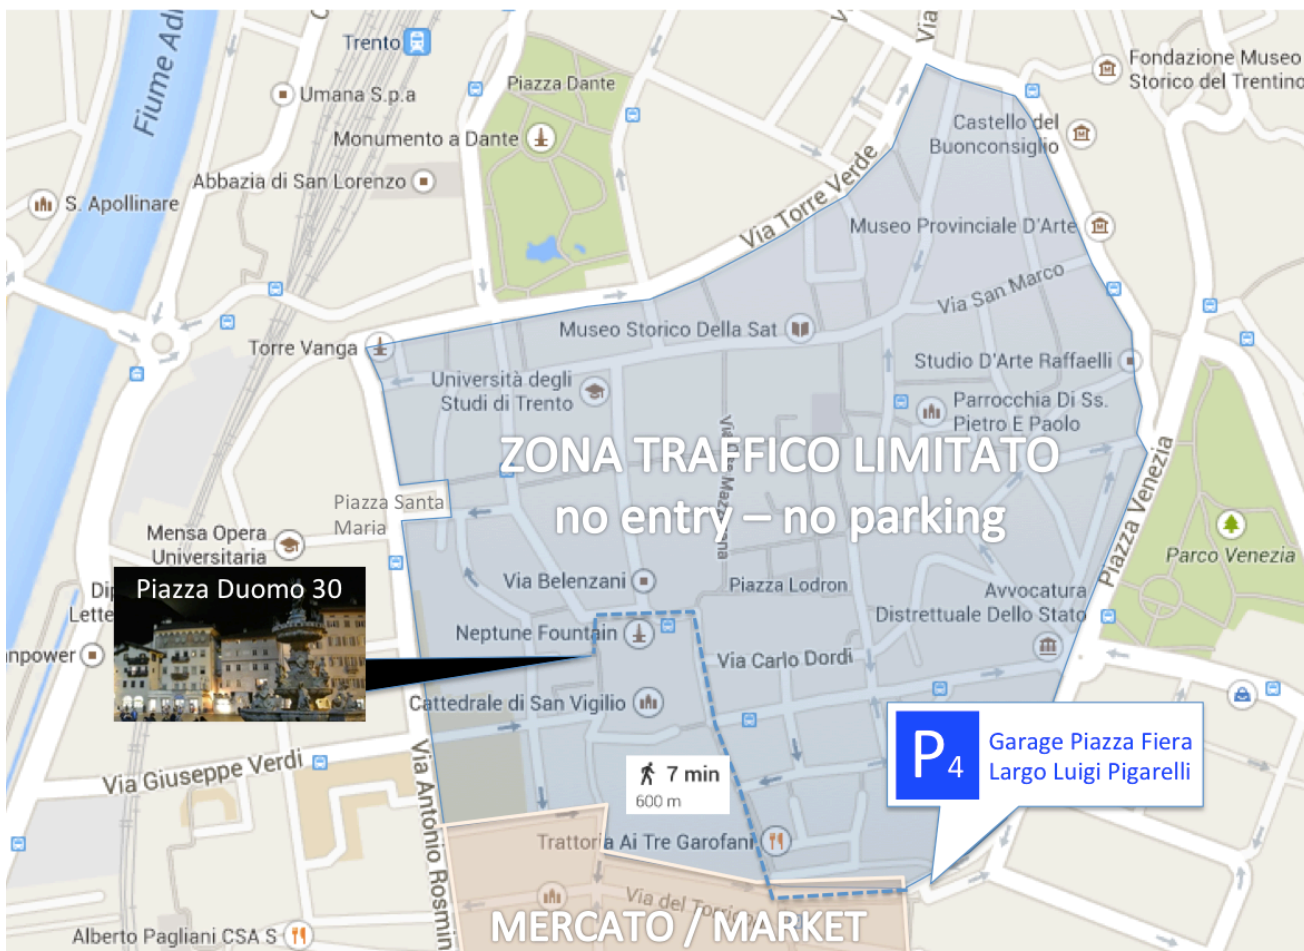 Trento
Fiume Adi
Umana S.p.a
Piazza Dante
Monumento a Dante
Abbazia di San Lorenzo
S. Apollinare
Via
Via
Fondazione Museo
Storico del Trentino
Castello del
Buonconsiglio
Via Torre Verde
Museo Provinciale D'Arte
Via San Marco
Museo Storico Della Sat
Torre Vanga
Università degli
Studi di Trento
Studio D'Arte Raffaelli
Parrocchia Di Ss.
Pietro E Paolo
ZONA TRAFFICO LIMITATO
no entry – no parking
Piazza Santa
Maria
Mensa Opera
Universitaria
Piazza Venezia
Parco Venezia
Via Belenzani
Piazza Lodron
Avvocatura
Distrettuale Dello Stato
Piazza Duomo 30
Dip
Lette
anpower
Neptune Fountain
Via Carlo Dordi
Cattedrale di San Vigilio
Via Giuseppe Verdi
Via Antonio Rosmin
7 min
600 m
P4
Garage Piazza Fiera
Largo Luigi Pigarelli
Trattoria Ai Tre Garofani
MERCATO / MARKET
Alberto Pagliani CSA S